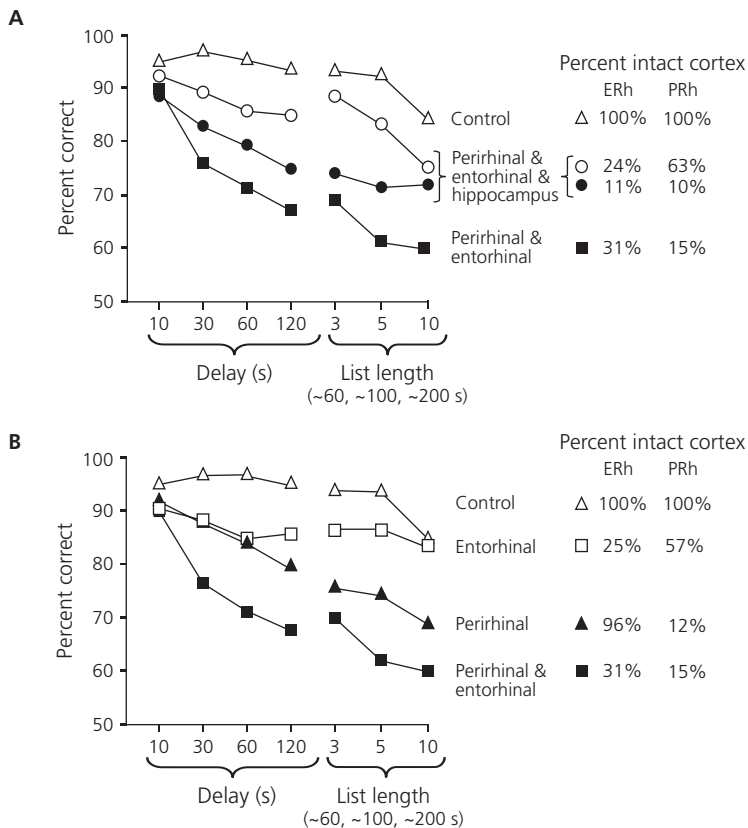 A
100
90
80
70
60
50
Percent correct
10 30 60 120 3 5 10
Delay (s)
List length
(~60, ~100, ~200 s)
Percent intact cortex
ERh PRh
Control 100% 100%
Perirhinal &
entorhinal &
hippocampus
24% 63%
11% 10%
Perirhinal &
entorhinal
31% 15%
B
100
90
80
70
60
50
Percent correct
10 30 60 120 3 5 10
Delay (s)
List length
(~60, ~100, ~200 s)
Percent intact cortex
ERh PRh
Control 100% 100%
Entorhinal 25% 57%
Perirhinal 96% 12%
Perirhinal &
entorhinal
31% 15%